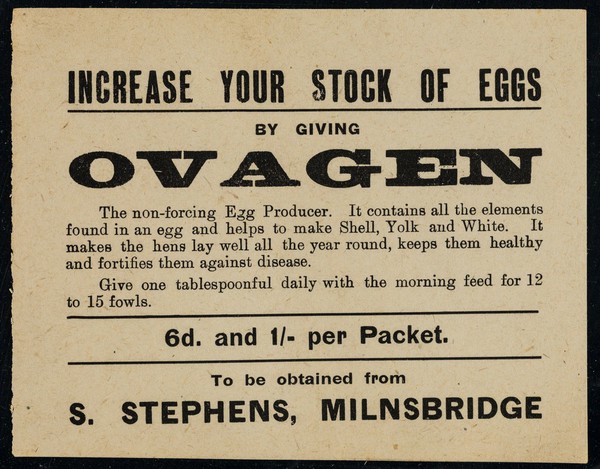 INCREASE YOUR STOCK OF EGGS
BY GIVING
OVAGEN
The non-forcing Egg Producer. It contains all the elements
found in an egg and helps to make Shell, Yolk and White. It
makes the hens lay well all the year round, keeps them healthy
and fortifies them against disease.
Give one tablespoonful daily with the morning feed for 12
to 15 fowls.
6d. and 1/- per Packet.
To be obtained from
S. STEPHENS, MILNSBRIDGE